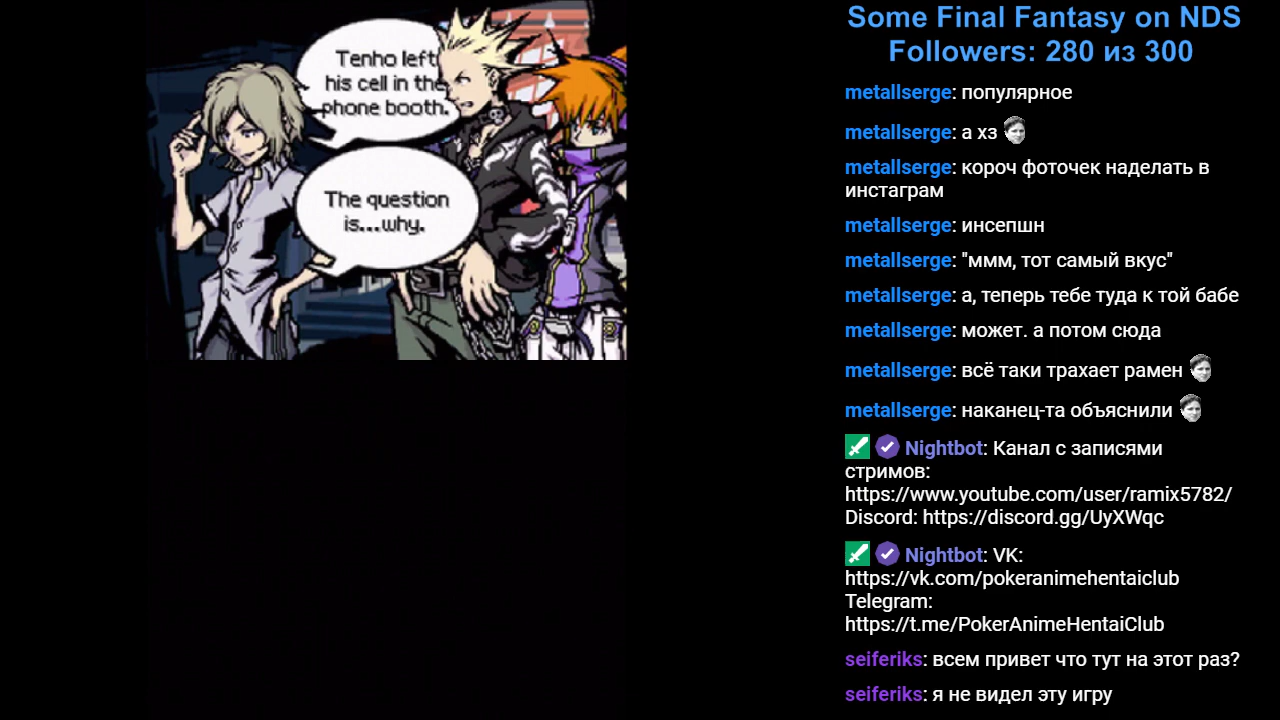 Tenho left
his cell in the
phone booth.
The question
is...why.
Some Final Fantasy on NDS
Followers: 280 из 300
metallserge: популярное
metallserge: а хз
metallserge: короч фоточек наделать в
инстаграм
metallserge: инсепшн
metallserge: "ммм, тот самый вкус"
metallserge: а, теперь тебе туда к той бабе
metallserge: может. а потом сюда
metallserge: всё таки трахает рамен
metallserge: наканец-та объяснили
Nightbot: Канал с записями
стримов:
https://www.youtube.com/user/ramix5782/
Discord: https://discord.gg/UyXWqc
Nightbot: VK:
https://vk.com/pokeranimehentaiclub
Telegram:
https://t.me/PokerAnimeHentaiClub
seiferiks: всем привет что тут на этот раз?
seiferiks: я не видел эту игру